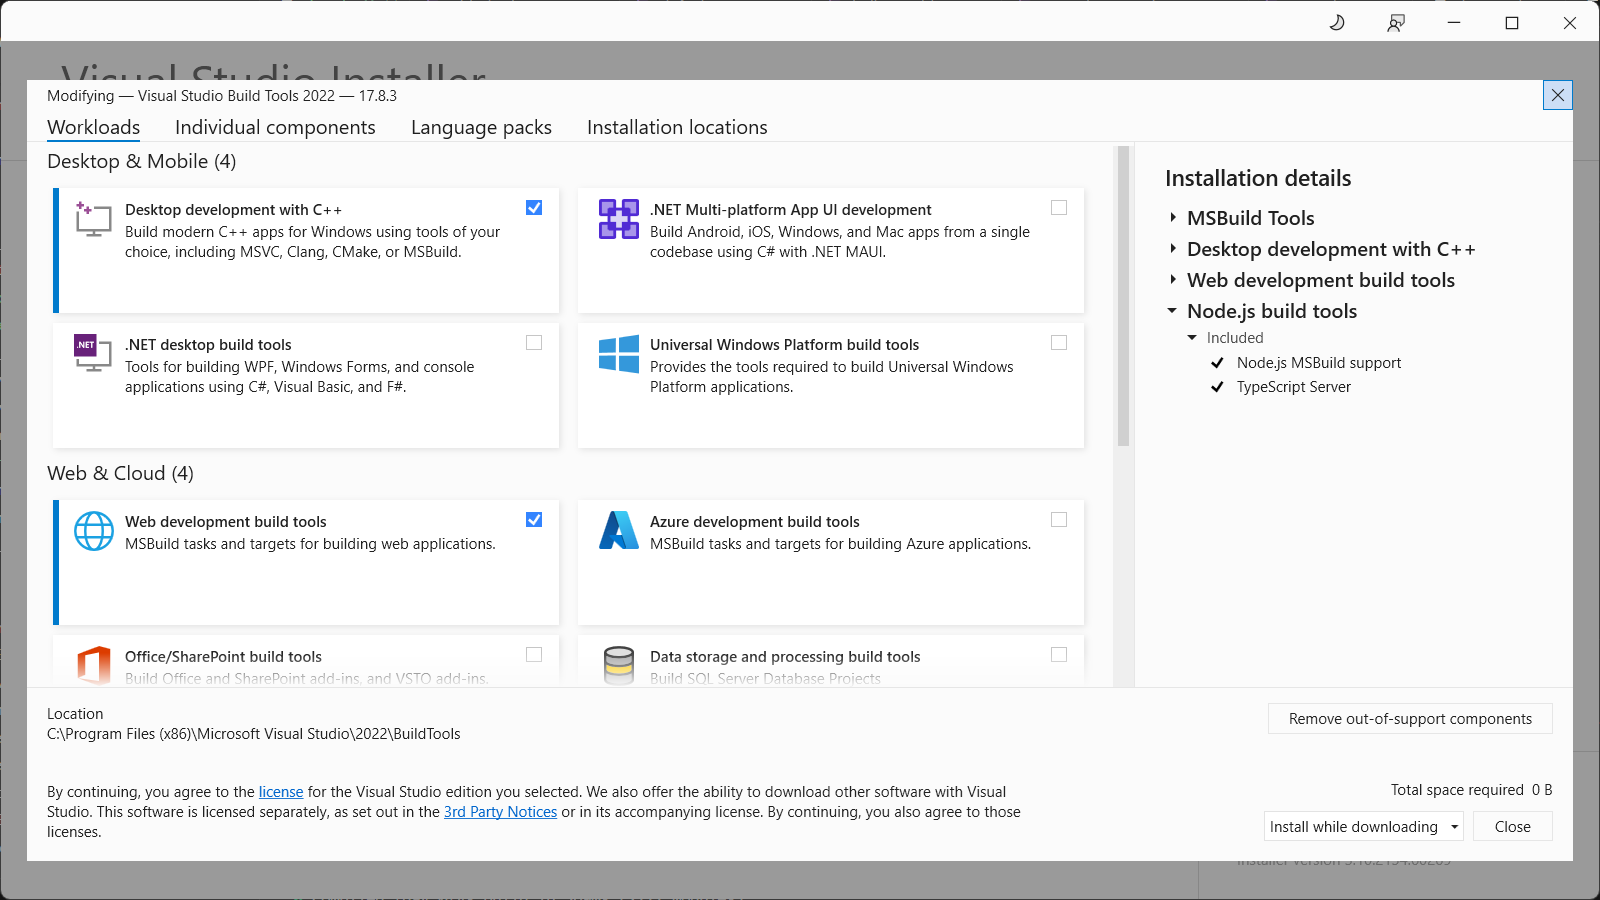 Visual Studio Installer
Modifying — Visual Studio Build Tools 2022 — 17.8.3
Workloads
Individual components
Language packs
Installation locations
Desktop & Mobile (4)
Desktop development with C++
Build modern C++ apps for Windows using tools of your
choice, including MSVC, Clang, CMake, or MSBuild.
.NET Multi-platform App UI development
Build Android, iOS, Windows, and Mac apps from a single
codebase using C# with .NET MAUI.
.NET
.NET desktop build tools
Tools for building WPF, Windows Forms, and console
applications using C#, Visual Basic, and F#.
Universal Windows Platform build tools
Provides the tools required to build Universal Windows
Platform applications.
Web & Cloud (4)
Web development build tools
MSBuild tasks and targets for building web applications.
Azure development build tools
MSBuild tasks and targets for building Azure applications.
Office/SharePoint build tools
Build Office and SharePoint add-ins, and VSTO add-ins.
Data storage and processing build tools
Build SQL Server Database Projects
Installation details
MSBuild Tools
Desktop development with C++
Web development build tools
Node.js build tools
Included
Node.js MSBuild support
TypeScript Server
Location
C:\Program Files (x86)\Microsoft Visual Studio\2022\BuildTools
Remove out-of-support components
By continuing, you agree to the license for the Visual Studio edition you selected. We also offer the ability to download other software with Visual
Studio. This software is licensed separately, as set out in the 3rd Party Notices or in its accompanying license. By continuing, you also agree to those
licenses.
Total space required 0 B
Install while downloading
Close
Installer version